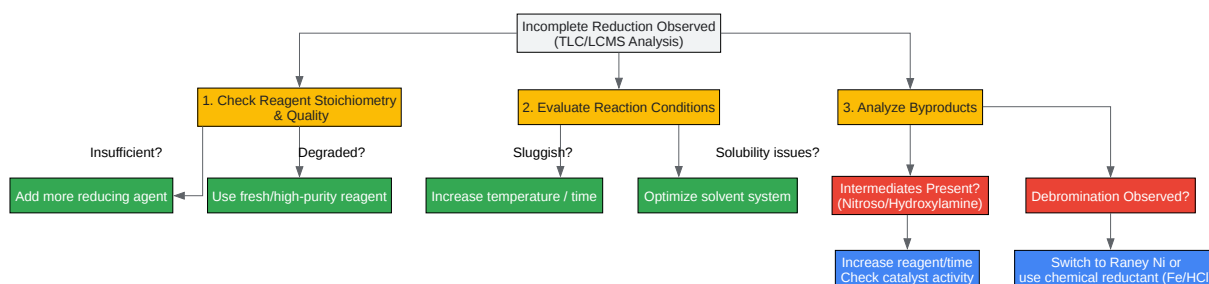 Incomplete Reduction Observed
(TLC/LCMS Analysis)
1. Check Reagent Stoichiometry
& Quality
2. Evaluate Reaction Conditions
3. Analyze Byproducts
Insufficient?
Degraded?
Sluggish?
Solubility issues?
Add more reducing agent
Use fresh/high-purity reagent
Increase temperature / time
Optimize solvent system
Intermediates Present?
(Nitroso/Hydroxylamine)
Debromination Observed?
Increase reagent/time
Check catalyst activity
Switch to Raney Ni or
use chemical reductant (Fe/HCl